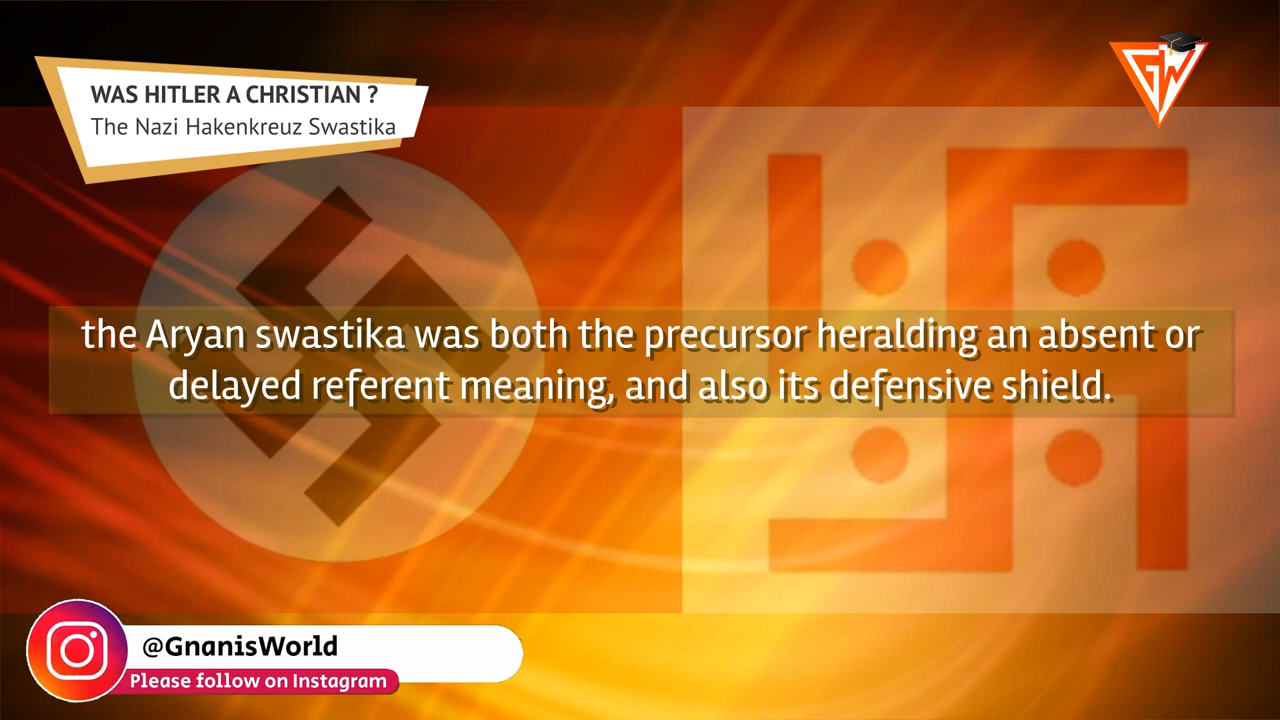 WAS HITLER A CHRISTIAN ?
The Nazi Hakenkreuz Swastika
GW
the Aryan swastika was both the precursor heralding an absent or
delayed referent meaning, and also its defensive shield.
@GnanisWorld
Please follow on Instagram